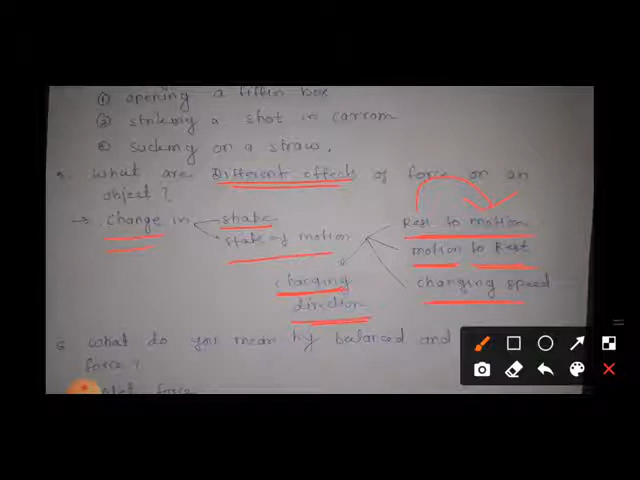 ① opening a tiffin box
② striking a shot in carrom
③ sucking on a straw.
5. What are Different effects of force on an
object?
→ change in shape
state of motion
Rest to motion
motion to Rest
changing speed
changing
direction
6. What do you mean by balanced and
force?
Net force